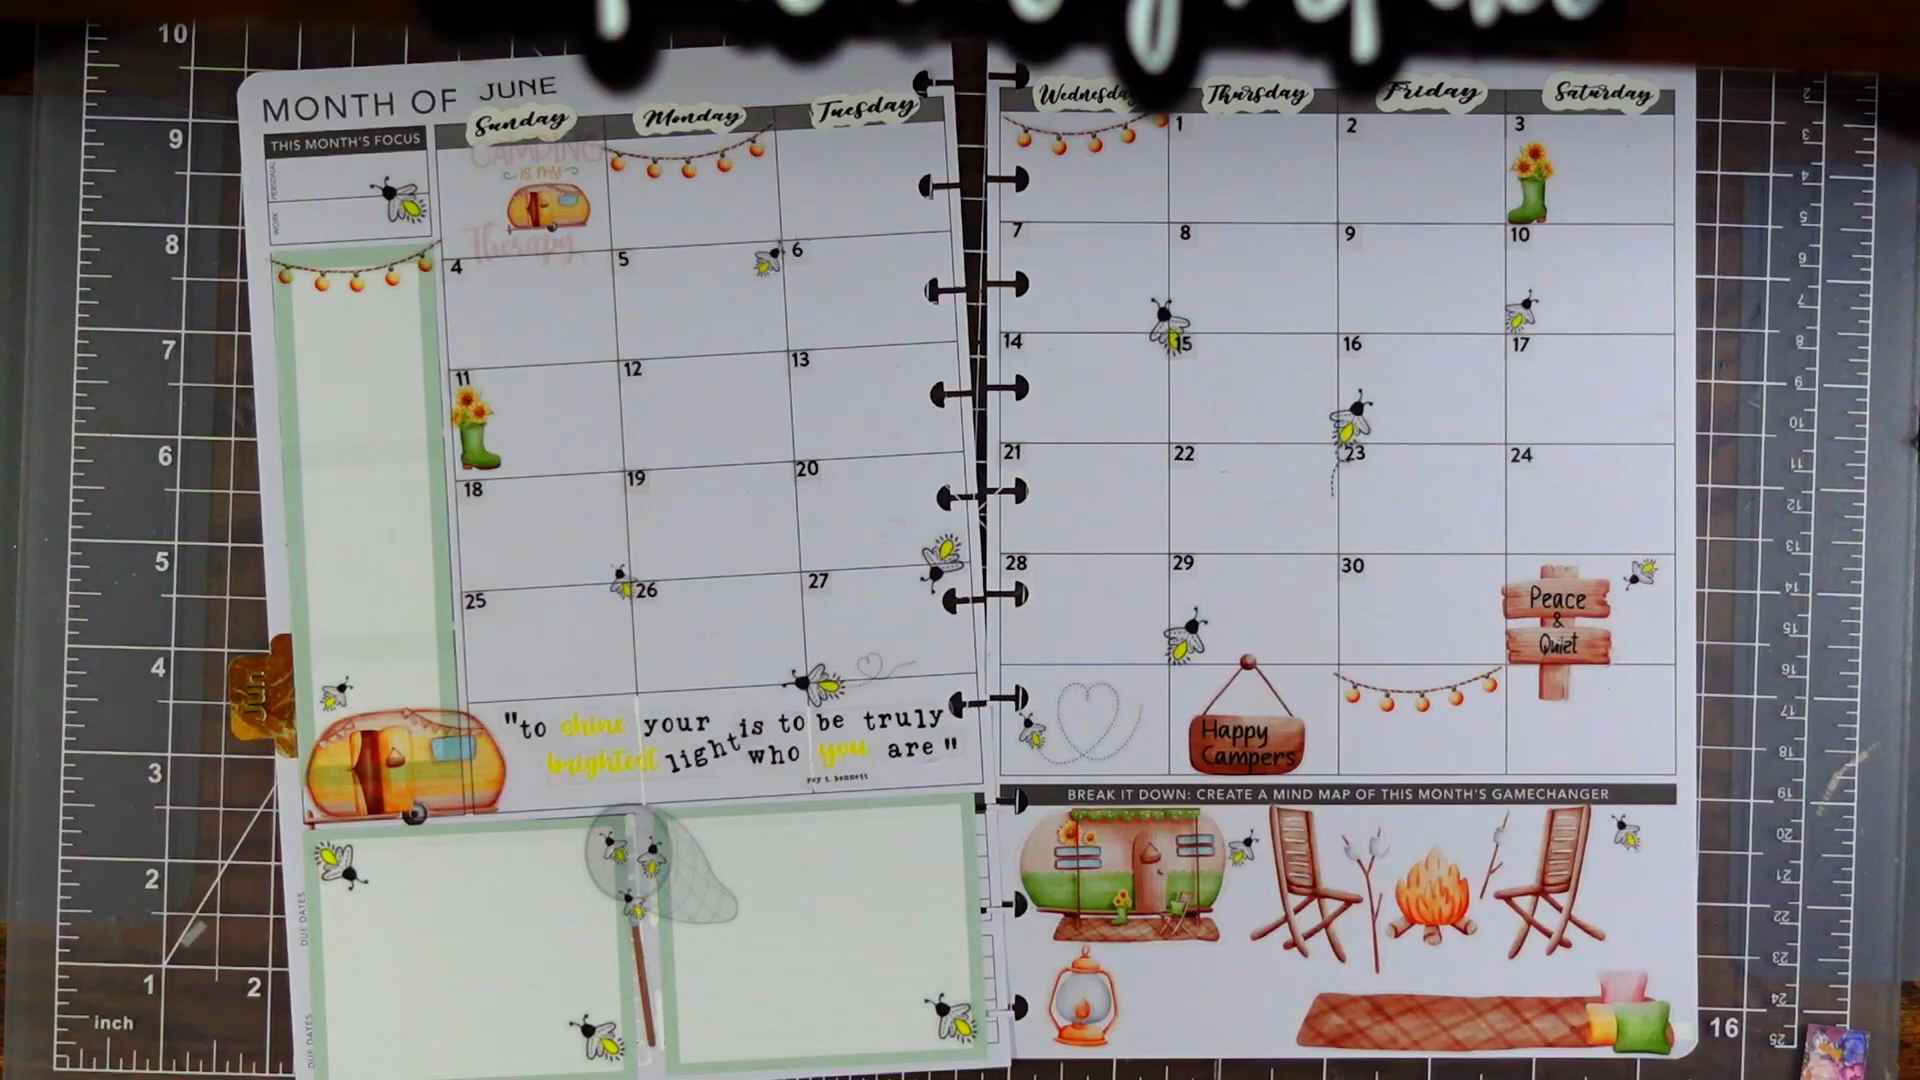 MONTH OF JUNE
THIS MONTH'S FOCUS
PERSONAL
WORK
Sunday Monday Tuesday Wednesday Thursday Friday Saturday
CAMPING
is my
Therapy
1 2 3
4 5 6 7 8 9 10
11 12 13 14 15 16 17
18 19 20 21 22 23 24
25 26 27 28 29 30
Peace
&
Quiet
Happy
Campers
"to shine your
brightest light
is to be truly
who you are"
roy t. bennett
Jun
BREAK IT DOWN: CREATE A MIND MAP OF THIS MONTH'S GAMECHANGER
DUE DATES
DUE DATES
10
9
8
7
6
5
4
3
2
1 2
inch
16